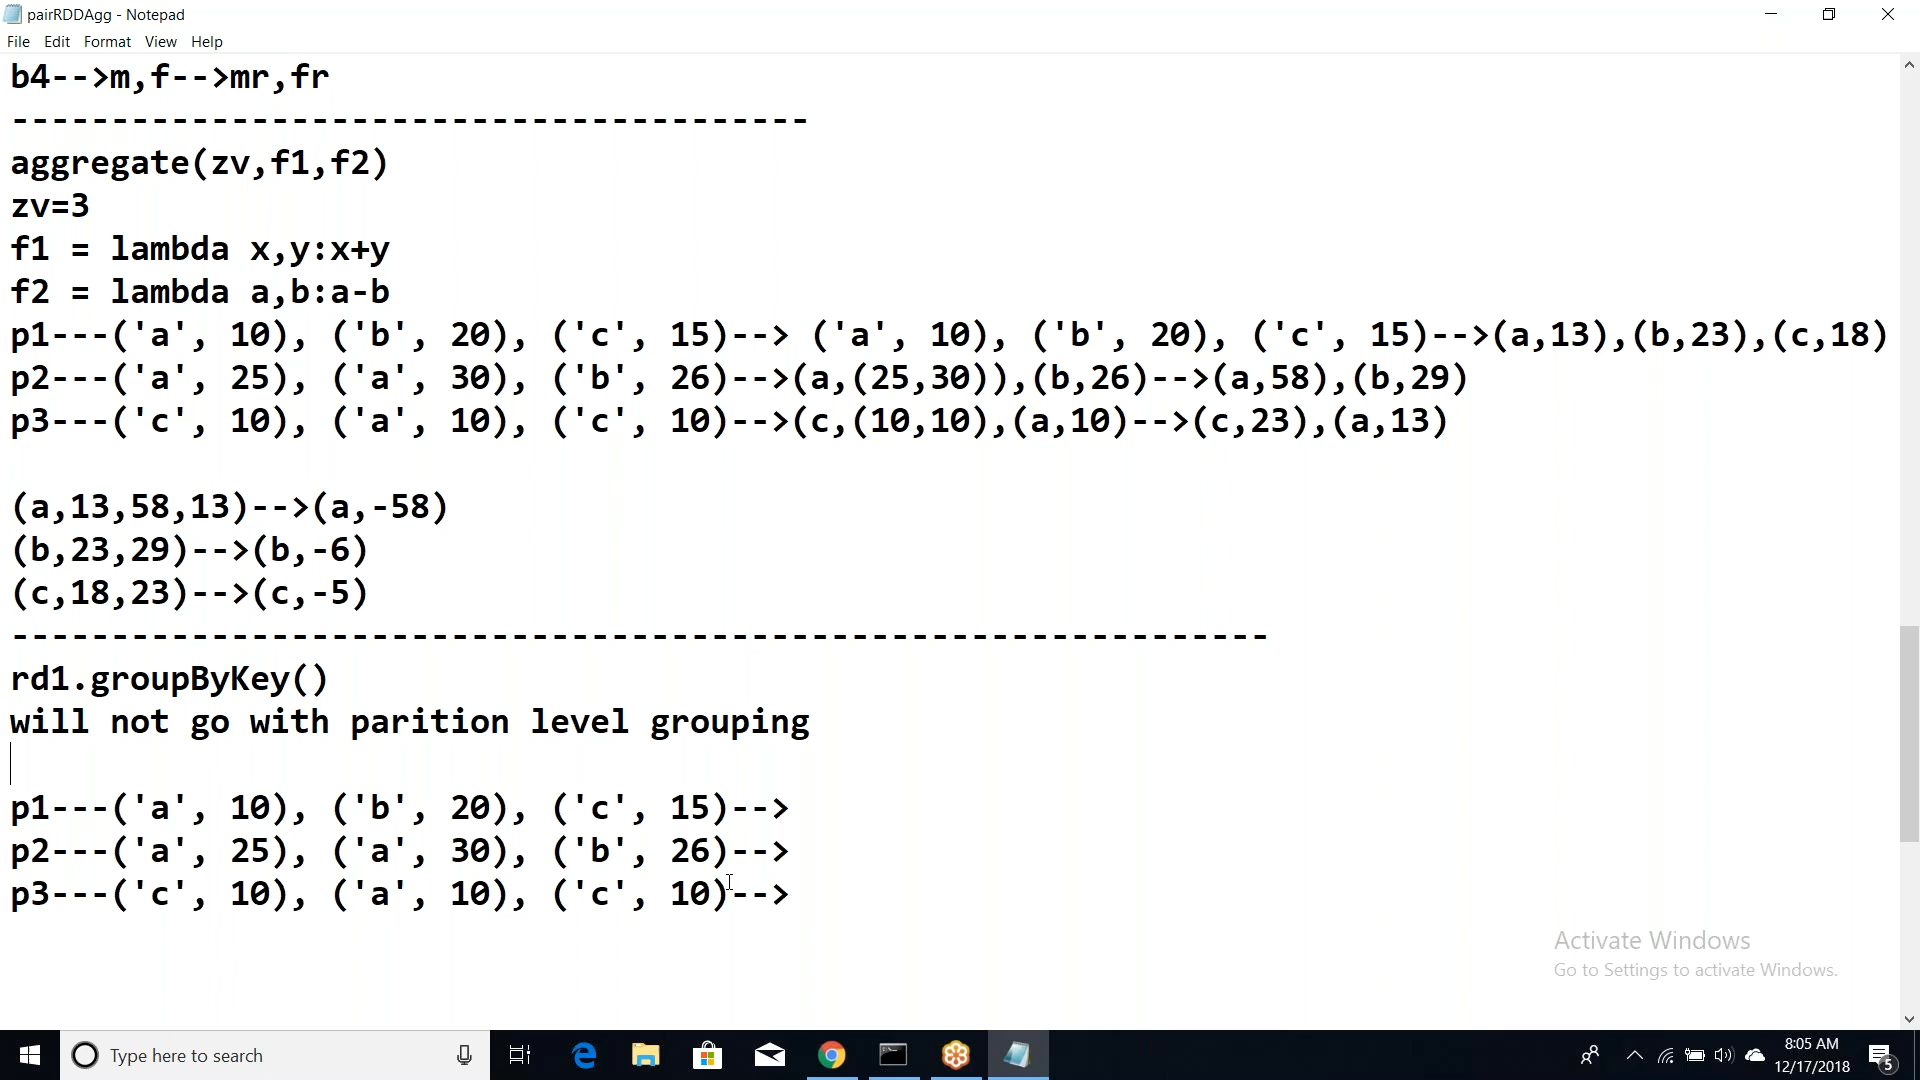 pairRDDAgg - Notepad
File Edit Format View Help
b4-->m,f-->mr,fr
----------------------------------------
aggregate(zv,f1,f2)
zv=3
f1 = lambda x,y:x+y
f2 = lambda a,b:a-b
p1---('a', 10), ('b', 20), ('c', 15)--> ('a', 10), ('b', 20), ('c', 15)-->(a,13),(b,23),(c,18)
p2---('a', 25), ('a', 30), ('b', 26)-->(a,(25,30)),(b,26)-->(a,58),(b,29)
p3---('c', 10), ('a', 10), ('c', 10)-->(c,(10,10),(a,10)-->(c,23),(a,13)
(a,13,58,13)-->(a,-58)
(b,23,29)-->(b,-6)
(c,18,23)-->(c,-5)
---------------------------------------------------------------
rd1.groupByKey()
will not go with parition level grouping
p1---('a', 10), ('b', 20), ('c', 15)-->
p2---('a', 25), ('a', 30), ('b', 26)-->
p3---('c', 10), ('a', 10), ('c', 10)-->
Activate Windows
Go to Settings to activate Windows.
Type here to search
8:05 AM
12/17/2018
5